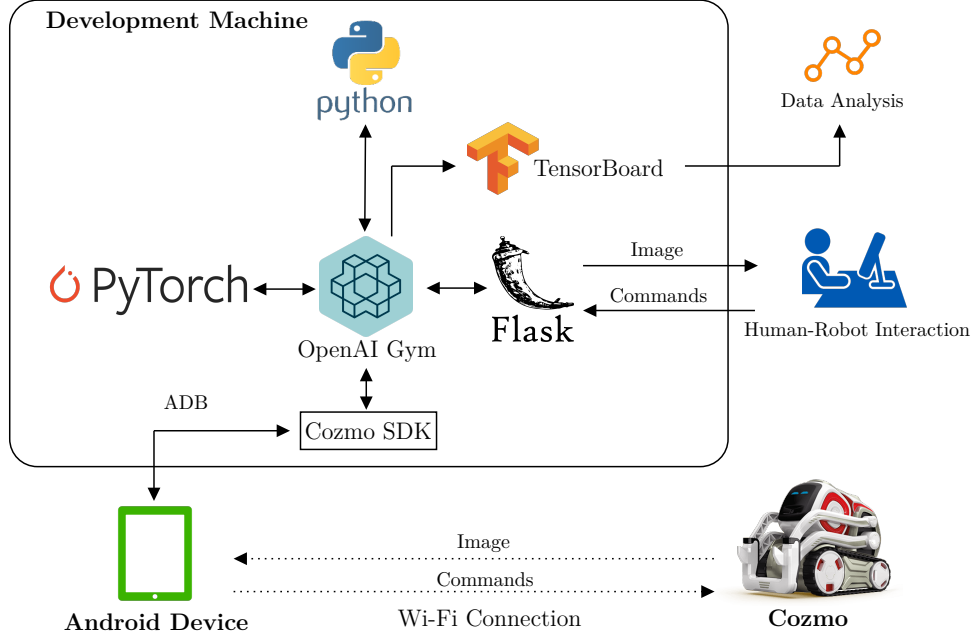 Development Machine
python
Data Analysis
TensorBoard
Image
PyTorch
Commands
Flask
Human-Robot Interaction
OpenAI Gym
ADB
Cozmo SDK
Image
Commands
Wi-Fi Connection
Android Device
Cozmo